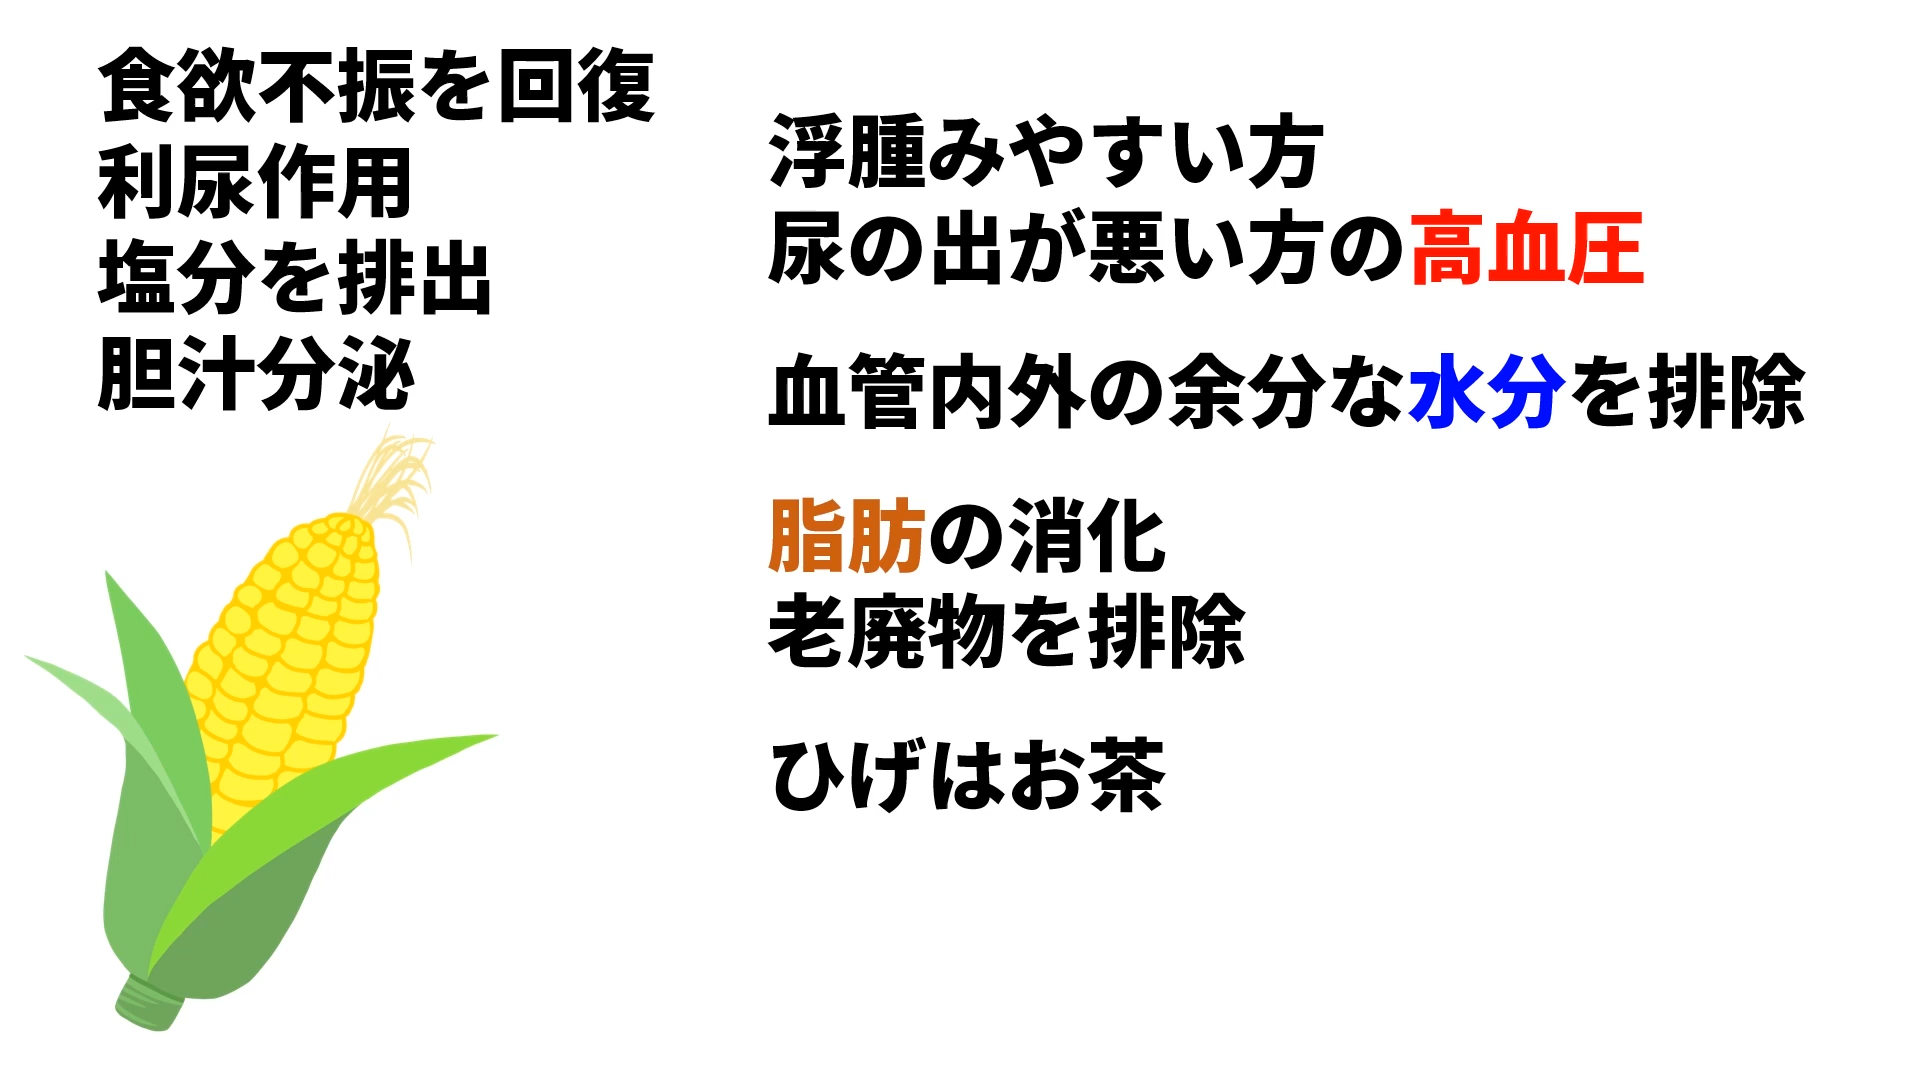 食欲不振を回復
利尿作用
塩分を排出
胆汁分泌
浮腫みやすい方
尿の出が悪い方の高血圧
血管内外の余分な水分を排除
脂肪の消化
老廃物を排除
ひげはお茶